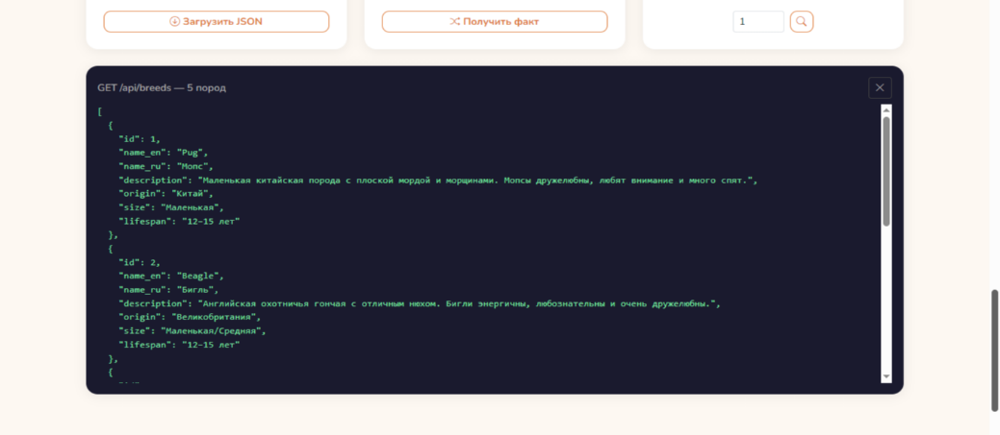 Загрузить JSON
Получить факт
1
GET /api/breeds — 5 пород
[
{
"id": 1,
"name_en": "Pug",
"name_ru": "Мопс",
"description": "Маленькая китайская порода с плоской мордой и морщинами. Мопсы дружелюбны, любят внимание и много спят.",
"origin": "Китай",
"size": "Маленькая",
"lifespan": "12–15 лет"
},
{
"id": 2,
"name_en": "Beagle",
"name_ru": "Бигль",
"description": "Английская охотничья гончая с отличным нюхом. Бигли энергичны, любознательны и очень дружелюбны.",
"origin": "Великобритания",
"size": "Маленькая/Средняя",
"lifespan": "12–15 лет"
},
{